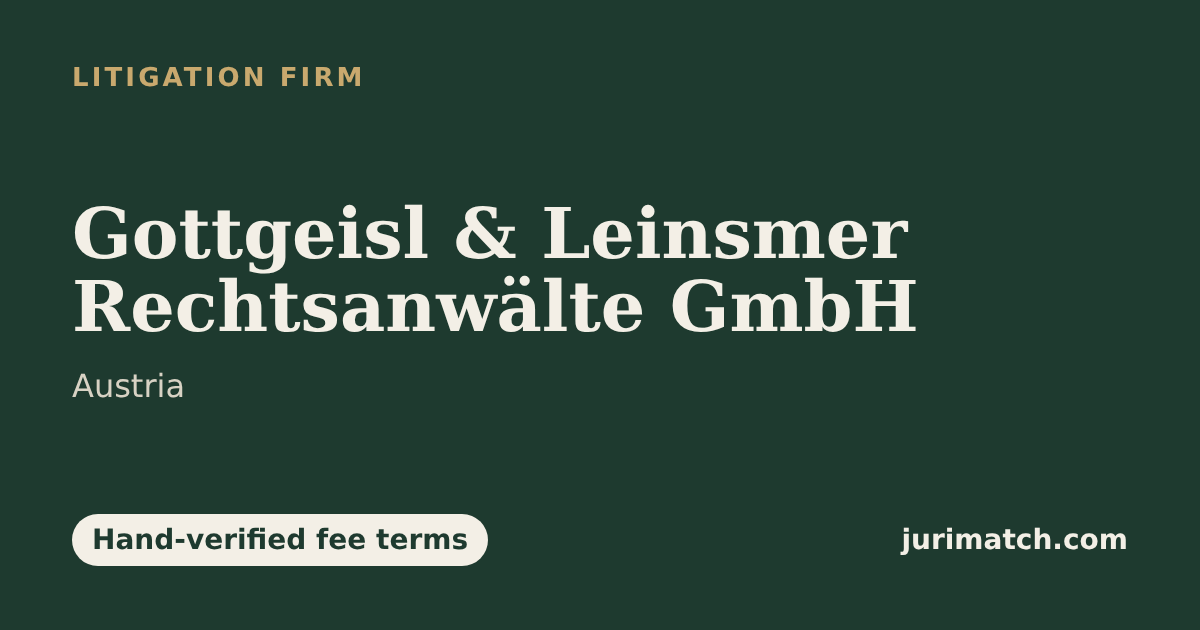 LITIGATION FIRM
Gottgeisl & Leinsmer
Rechtsanwälte GmbH
Austria
Hand-verified fee terms
jurimatch.com